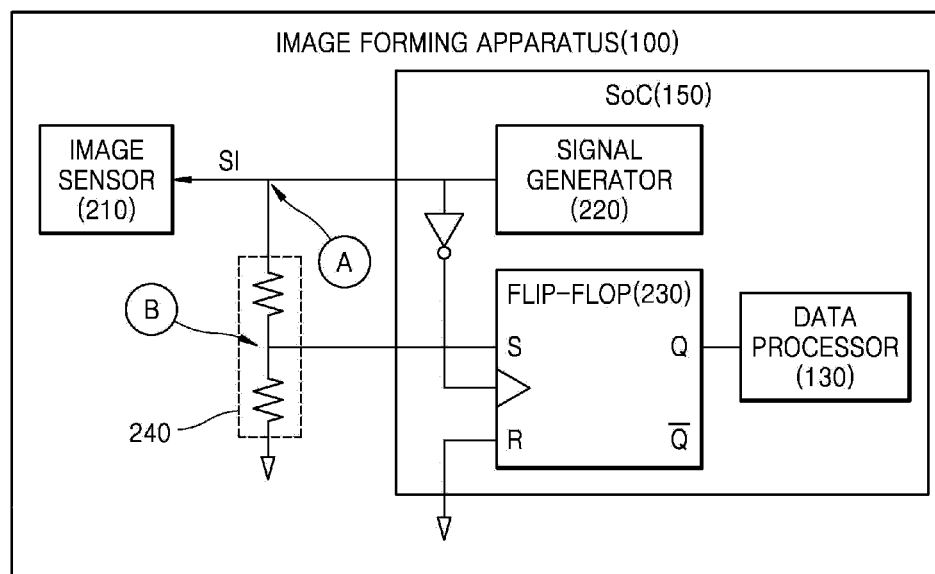 IMAGE FORMING APPARATUS(100)
SoC(150)
IMAGE
SENSOR
(210)
SI
SIGNAL
GENERATOR
(220)
A
B
FLIP-FLOP(230)
S
Q
R
Q̅
DATA
PROCESSOR
(130)
240